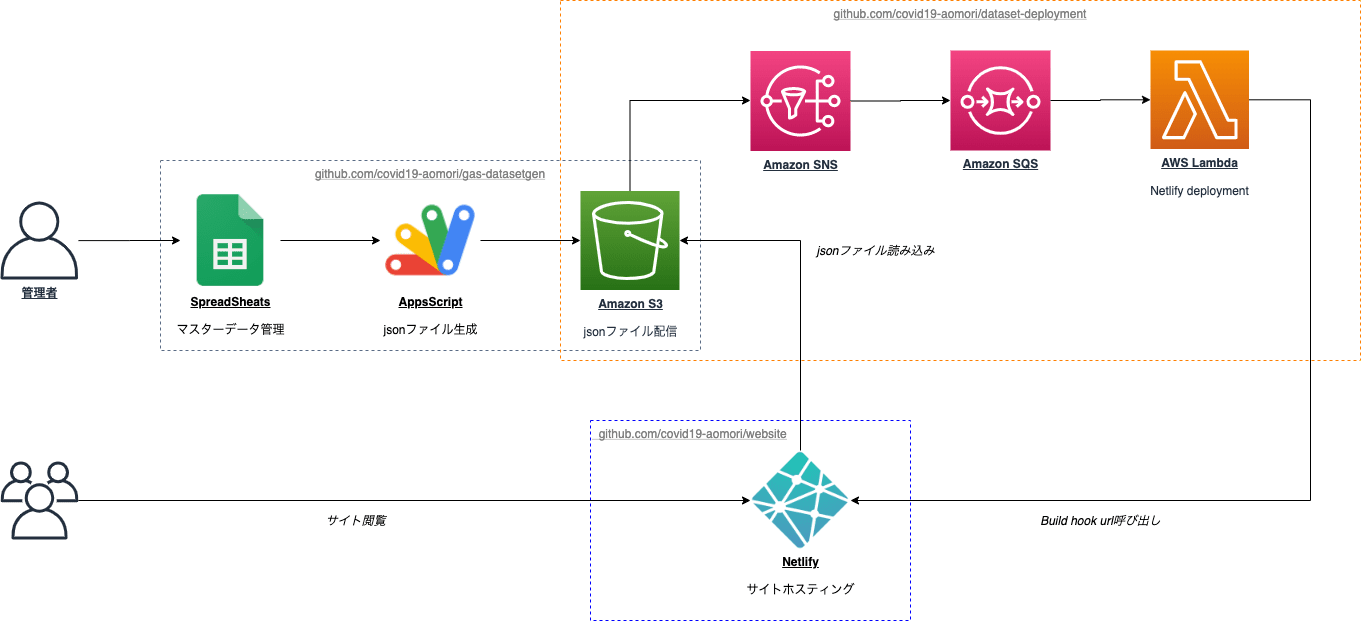 github.com/covid19-aomori/dataset-deployment
Amazon SNS
Amazon SQS
AWS Lambda
Netlify deployment
github.com/covid19-aomori/gas-datasetgen
管理者
SpreadSheats
マスターデータ管理
AppsScript
jsonファイル生成
Amazon S3
jsonファイル配信
jsonファイル読み込み
github.com/covid19-aomori/website
サイト閲覧
Build hook url呼び出し
Netlify
サイトホスティング